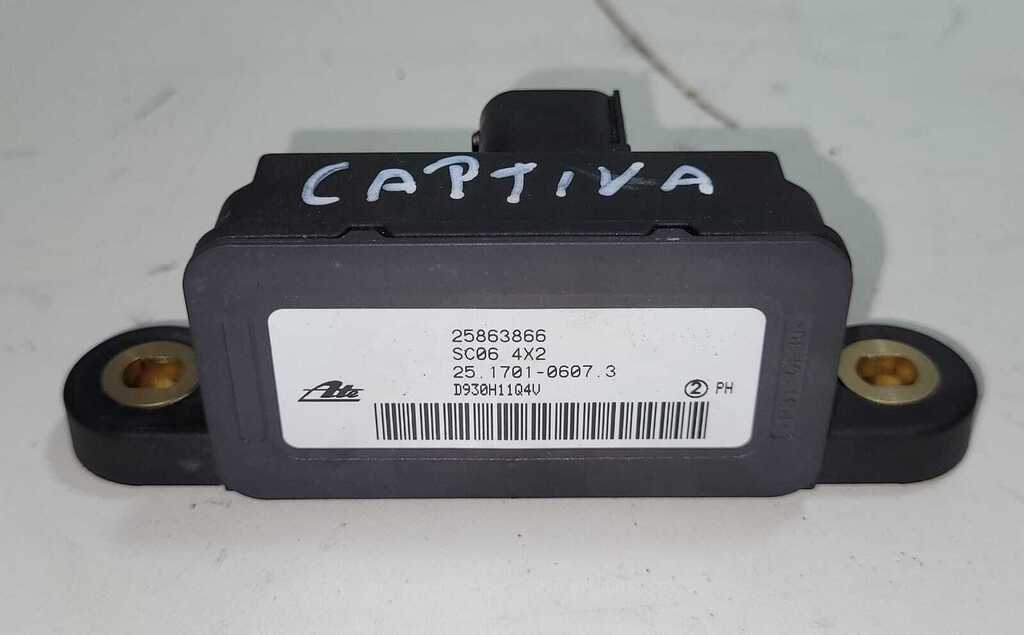 CAPTIVA
25863866
SC06 4X2
25.1701-0607.3
Ate
D930H11Q4V
2 PH